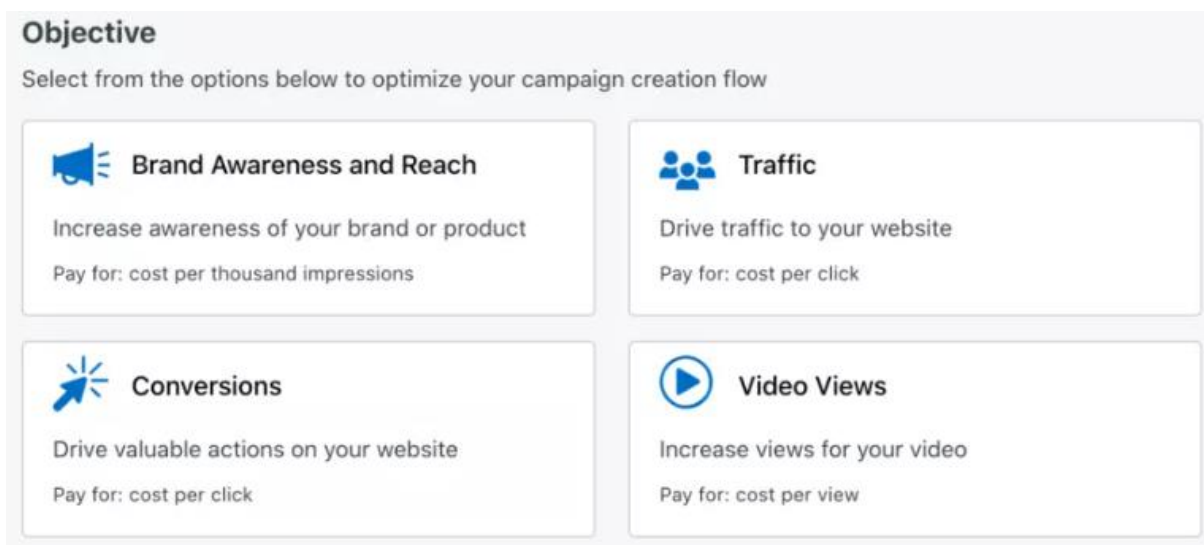 Objective
Select from the options below to optimize your campaign creation flow
Brand Awareness and Reach
Increase awareness of your brand or product
Pay for: cost per thousand impressions
Traffic
Drive traffic to your website
Pay for: cost per click
Conversions
Drive valuable actions on your website
Pay for: cost per click
Video Views
Increase views for your video
Pay for: cost per view